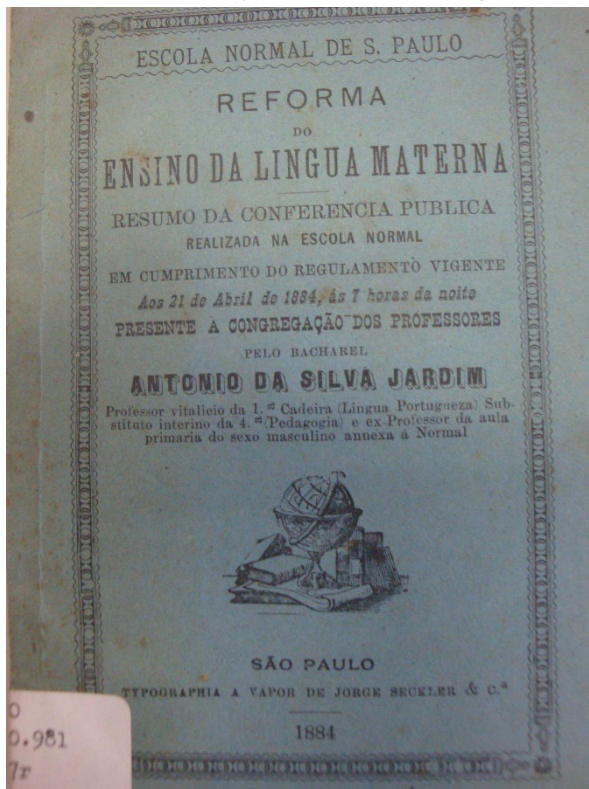 ESCOLA NORMAL DE S. PAULO
REFORMA
DO
ENSINO DA LINGUA MATERNA
RESUMO DA CONFERENCIA PUBLICA
REALIZADA NA ESCOLA NORMAL
EM CUMPRIMENTO DO REGULAMENTO VIGENTE
Aos 21 de Abril de 1884, ás 7 horas da noite
PRESENTE A CONGREGAÇÃO DOS PROFESSORES
PELO BACHAREL
ANTONIO DA SILVA JARDIM
Professor vitalicio da 1.ª Cadeira (Lingua Portugueza) Sub-
stituto interino da 4.ª (Pedagogia) e ex-Professor da aula
primaria do sexo masculino annexa á Normal
SÃO PAULO
TYPOGRAPHIA A VAPOR DE JORGE SECKLER & C.ª
1884
0
0.981
7r